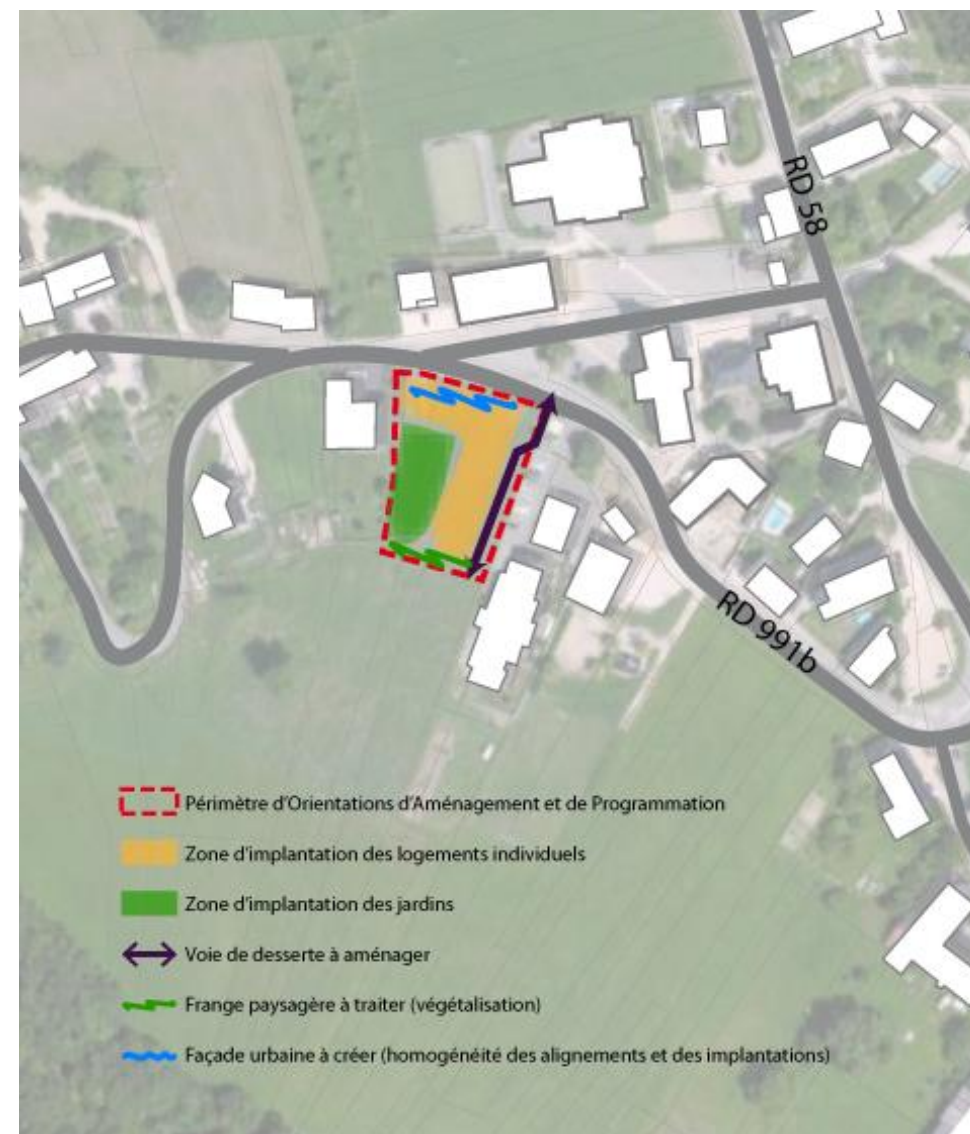 RD 58
RD 991b
Périmètre d'Orientations d'Aménagement et de Programmation
Zone d'implantation des logements individuels
Zone d'implantation des jardins
Voie de desserte à aménager
Frange paysagère à traiter (végétalisation)
Façade urbaine à créer (homogénéité des alignements et des implantations)